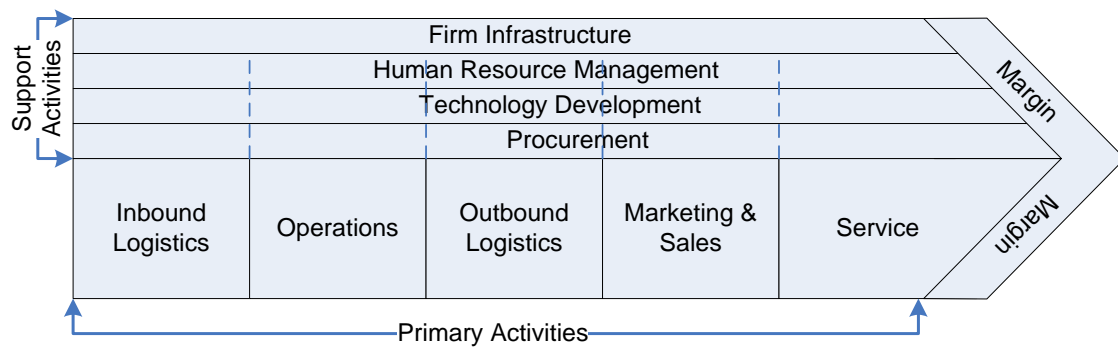 Support
Activities
Firm Infrastructure
Human Resource Management
Technology Development
Procurement
Inbound
Logistics
Operations
Outbound
Logistics
Marketing &
Sales
Service
Margin
Margin
Primary Activities